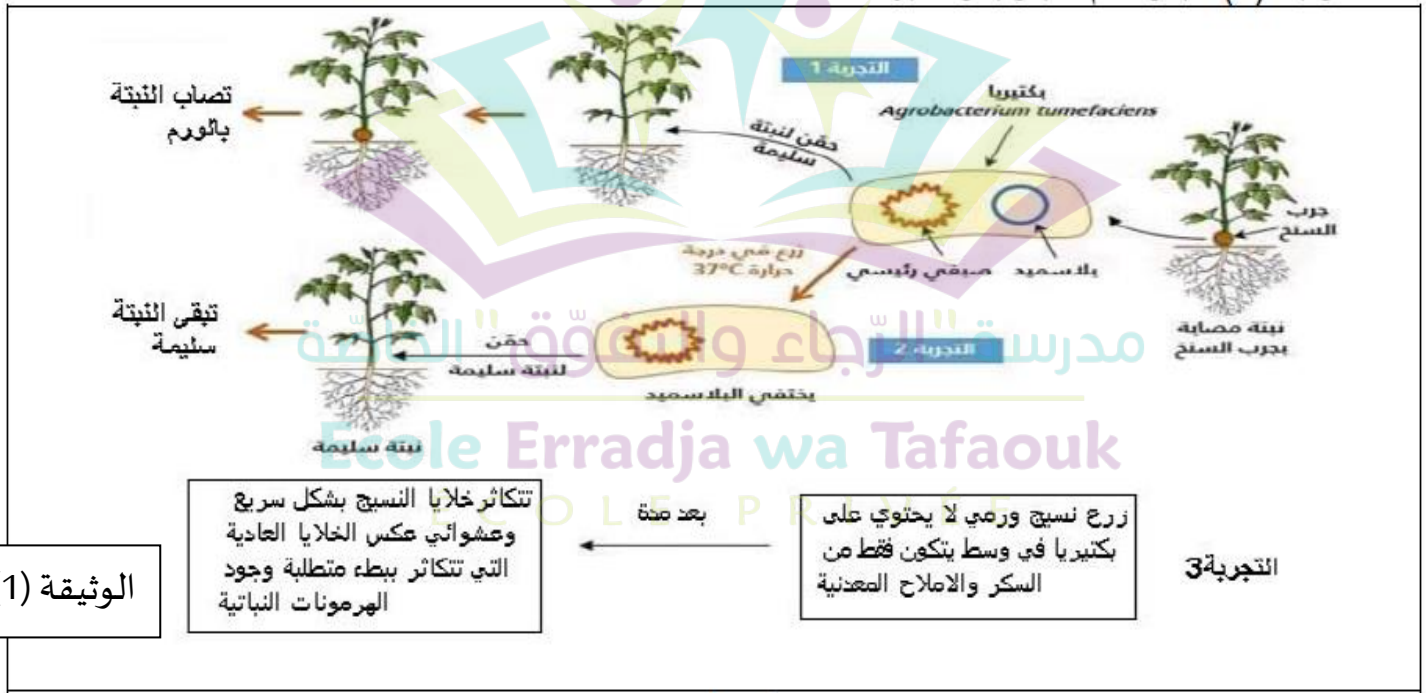 التجربة 1
بكتيريا
Agrobacterium tumefaciens
حقن لنبتة
سليمة
تصاب النبتة
بالورم
جرب
السنخ
بلاسميد
صبغي رئيسي
نبتة مصابة
بجرب السنخ
زرع في درجة
حرارة 37°C
التجربة 2
يختفي البلاسميد
حقن
لنبتة سليمة
تبقى النبتة
سليمة
نبتة سليمة
مدرسة "الرّجاء والتفوّق" الخاصّة
Ecole Erradja wa Tafaouk
ÉCOLE PRIVÉE
التجربة3
زرع نسيج ورمي لا يحتوي على
بكتيريا في وسط يتكون فقط من
السكر والاملاح المعدنية
بعد مدة
تتكاثر خلايا النسيج بشكل سريع
وعشوائي عكس الخلايا العادية
التي تتكاثر ببطء متطلبة وجود
الهرمونات النباتية
الوثيقة (1)